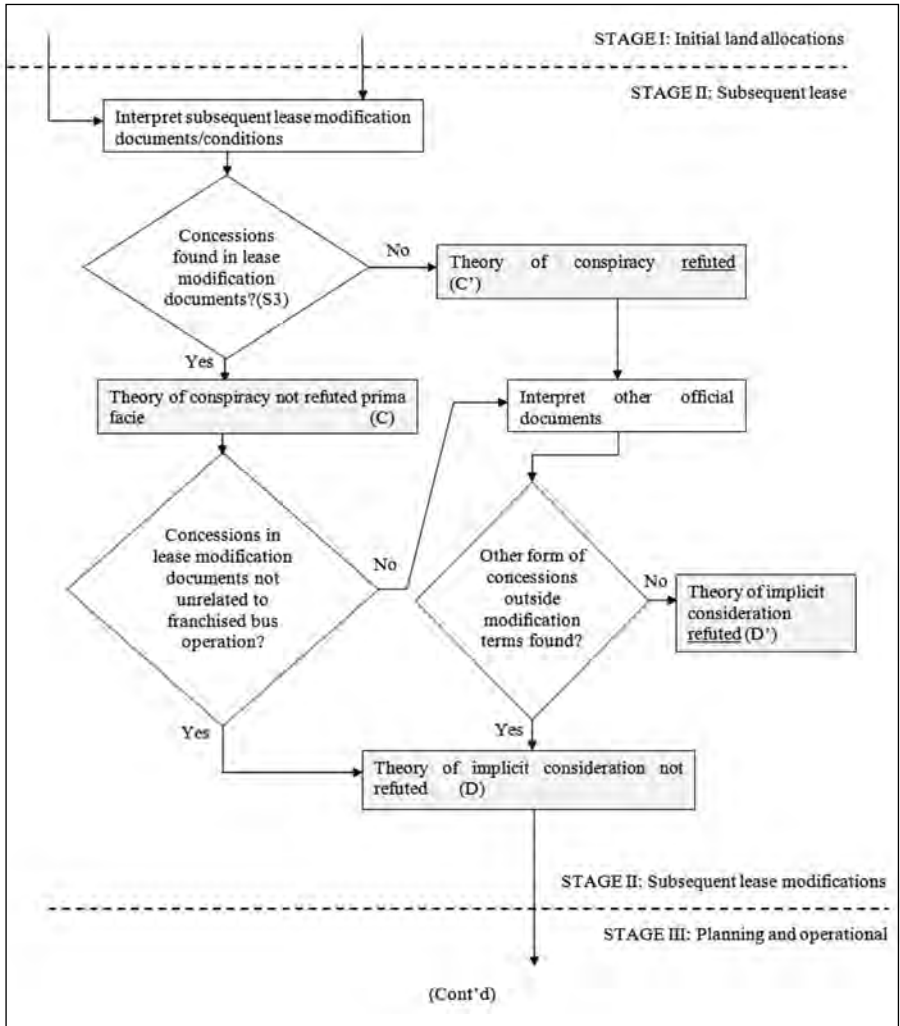 STAGE I: Initial land allocations
STAGE II: Subsequent lease
Interpret subsequent lease modification
documents/conditions
Concessions
found in lease
modification
documents?(S3)
No
Theory of conspiracy refuted
(C’)
Yes
Theory of conspiracy not refuted prima
facie (C)
Interpret other official
documents
Concessions in
lease modification
documents not
unrelated to
franchised bus
operation?
No
Other form of
concessions
outside
modification
terms found?
No
Theory of implicit
consideration
refuted (D’)
Yes
Yes
Theory of implicit consideration not
refuted (D)
STAGE II: Subsequent lease modifications
STAGE III: Planning and operational
(Cont’d)